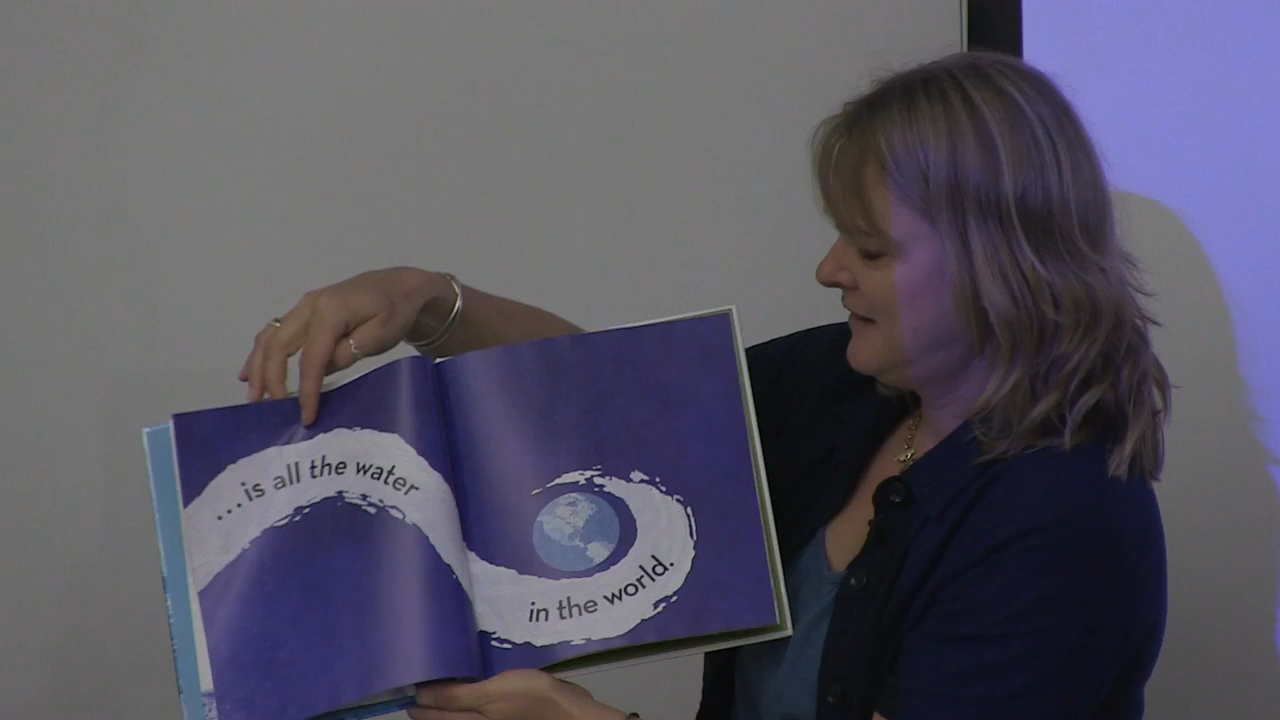 ...is all the water
in the world.